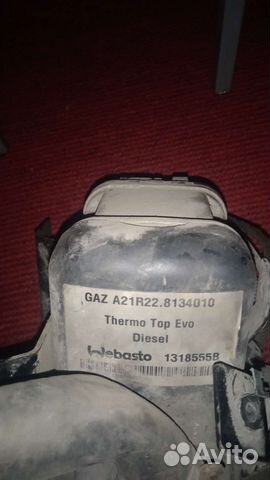 GAZ A21R22.8134010
Thermo Top Evo
Diesel
Webasto 1318555B
Avito